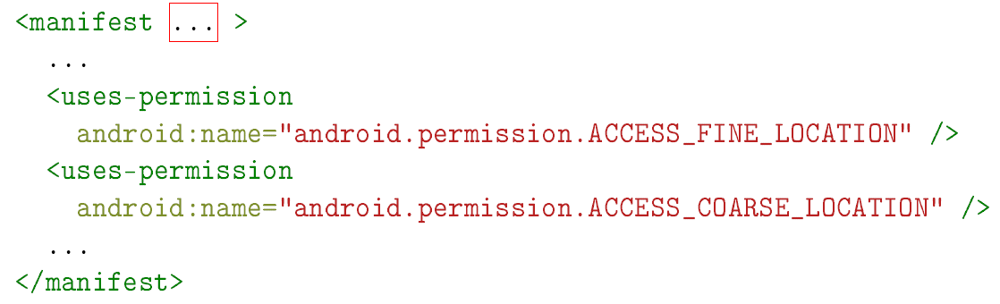 <manifest ... >
...
<uses-permission
android:name="android.permission.ACCESS_FINE_LOCATION" />
<uses-permission
android:name="android.permission.ACCESS_COARSE_LOCATION" />
...
</manifest>